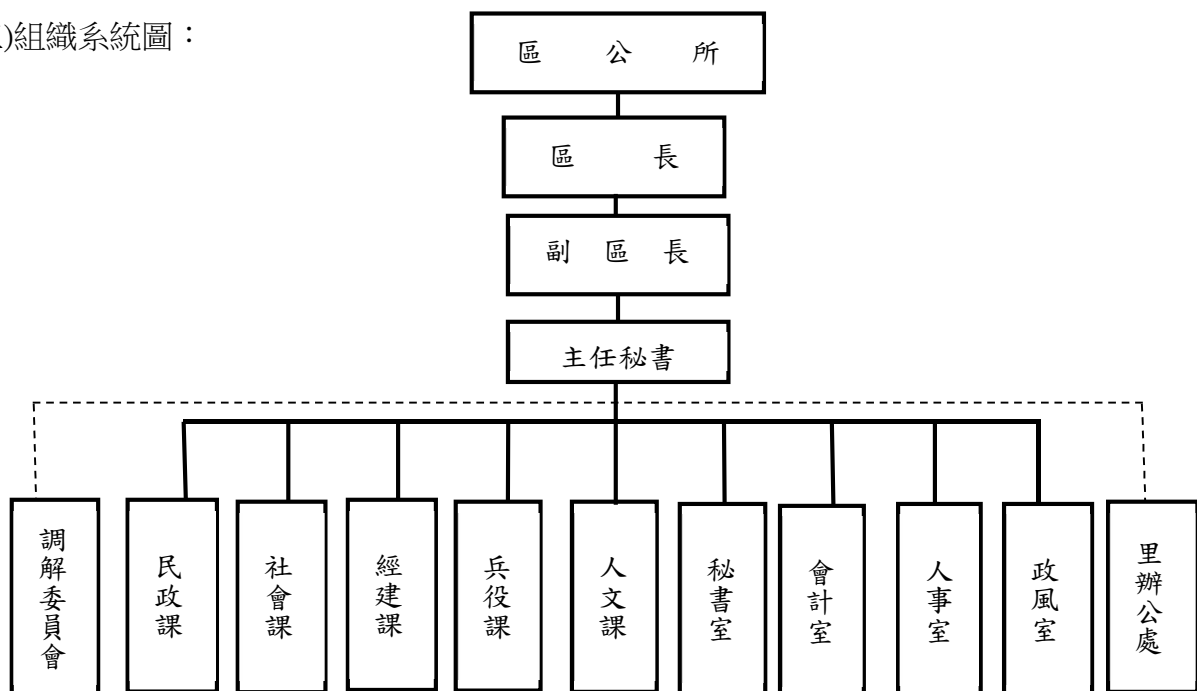 )組織系統圖：
區公所
區長
副區長
主任秘書
調解委員會
民政課
社會課
經建課
兵役課
人文課
秘書室
會計室
人事室
政風室
里辦公處